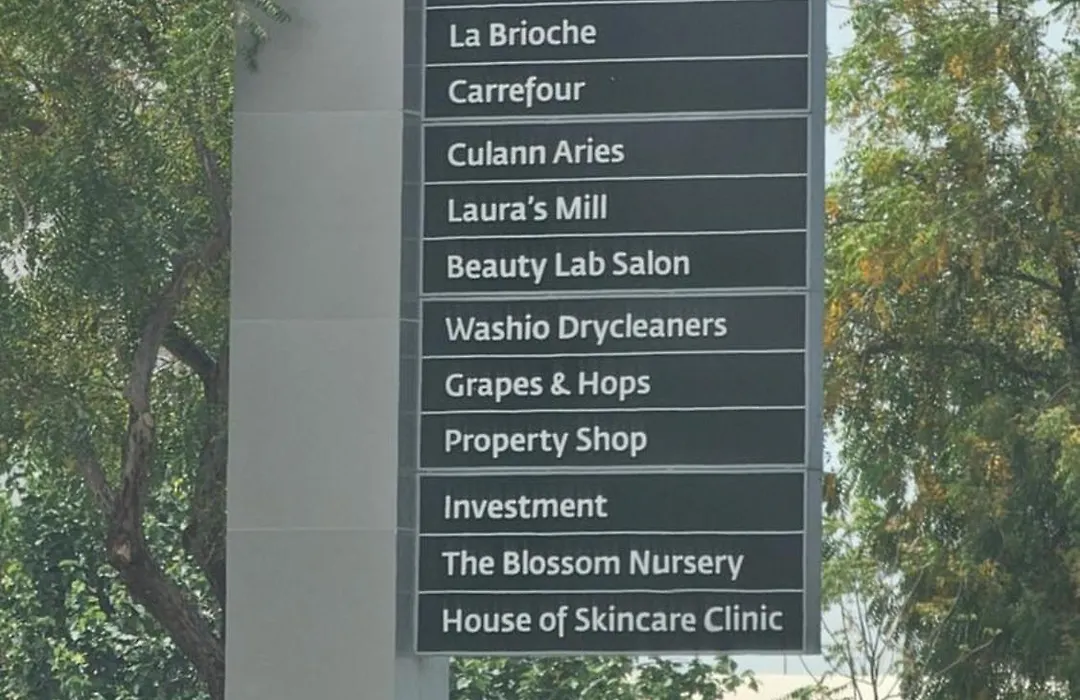 La Brioche
Carrefour
Culann Aries
Laura's Mill
Beauty Lab Salon
Washio Drycleaners
Grapes & Hops
Property Shop
Investment
The Blossom Nursery
House of Skincare Clinic